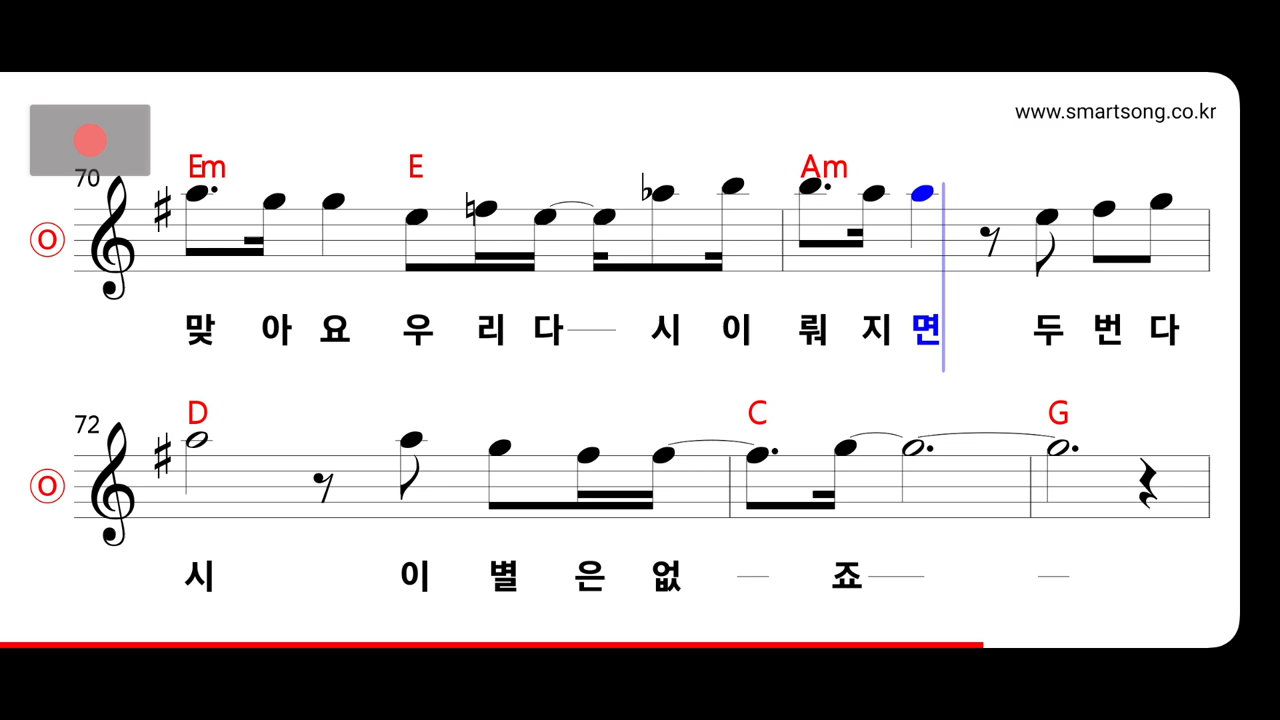 www.smartsong.co.kr
70 Em E Am
O
맞 아 요 우 리 다 시 이 뤄 지 면 두 번 다
72 D C G
O
시 이 별 은 없 죠